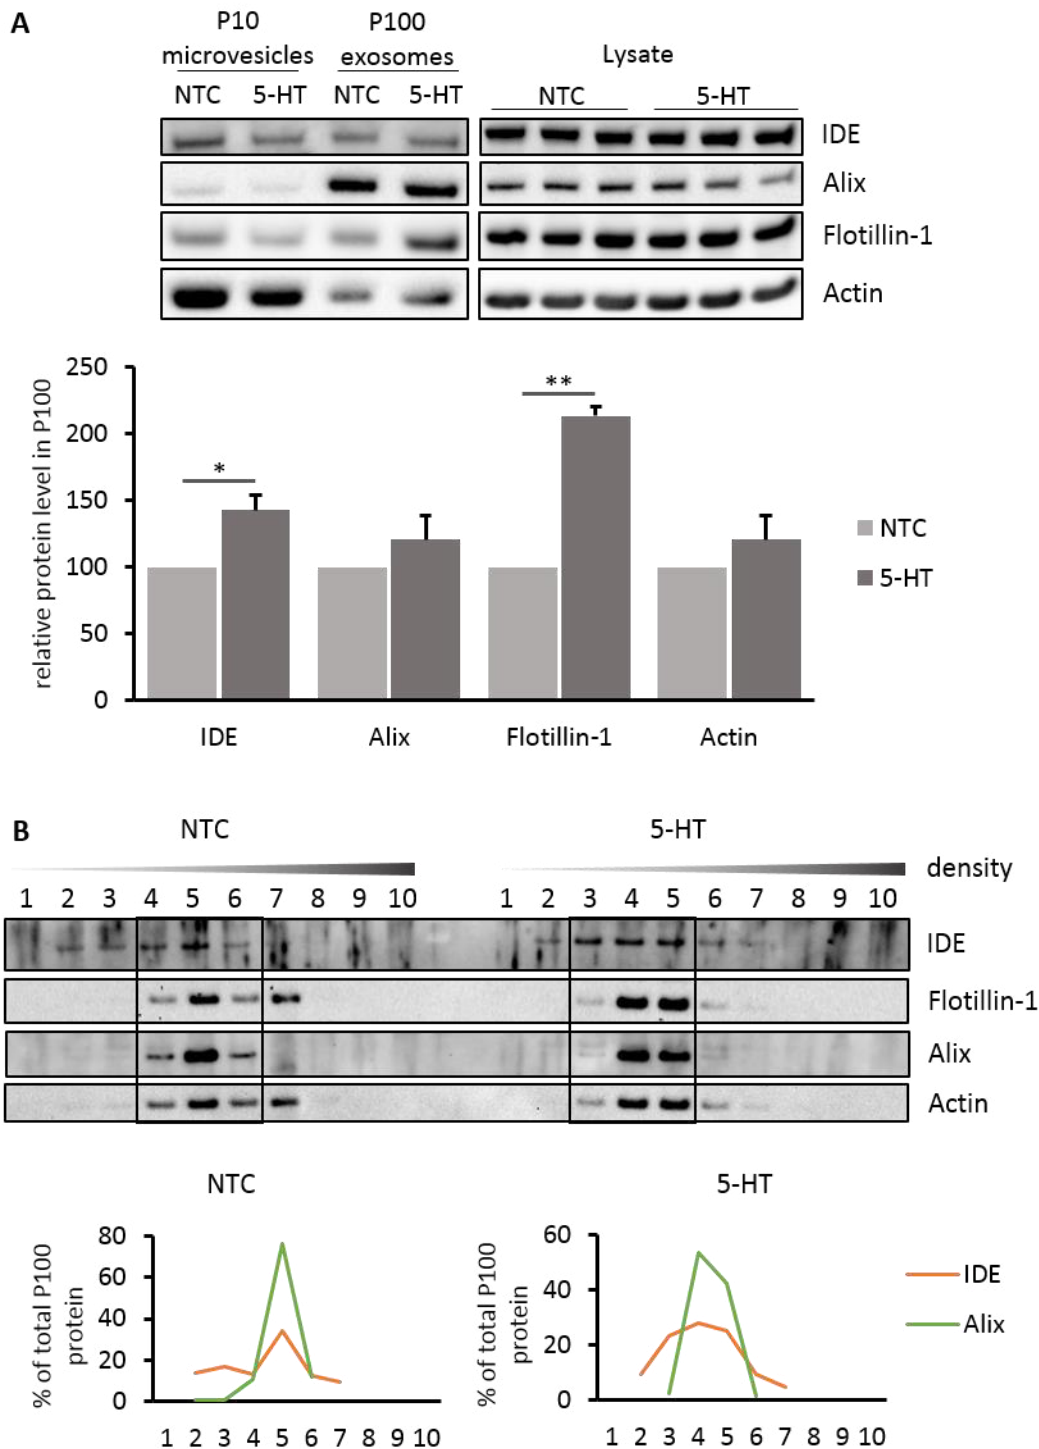 A
P10
microvesicles
P100
exosomes
Lysate
NTC 5-HT NTC 5-HT NTC 5-HT
IDE
Alix
Flotillin-1
Actin
relative protein level in P100
250
200
150
100
50
0
*
**
NTC
5-HT
IDE Alix Flotillin-1 Actin
B
NTC 5-HT
density
1 2 3 4 5 6 7 8 9 10 1 2 3 4 5 6 7 8 9 10
IDE
Flotillin-1
Alix
Actin
NTC
% of total P100
protein
80
60
40
20
0
1 2 3 4 5 6 7 8 9 10
5-HT
% of total P100
protein
60
40
20
0
1 2 3 4 5 6 7 8 9 10
IDE
Alix